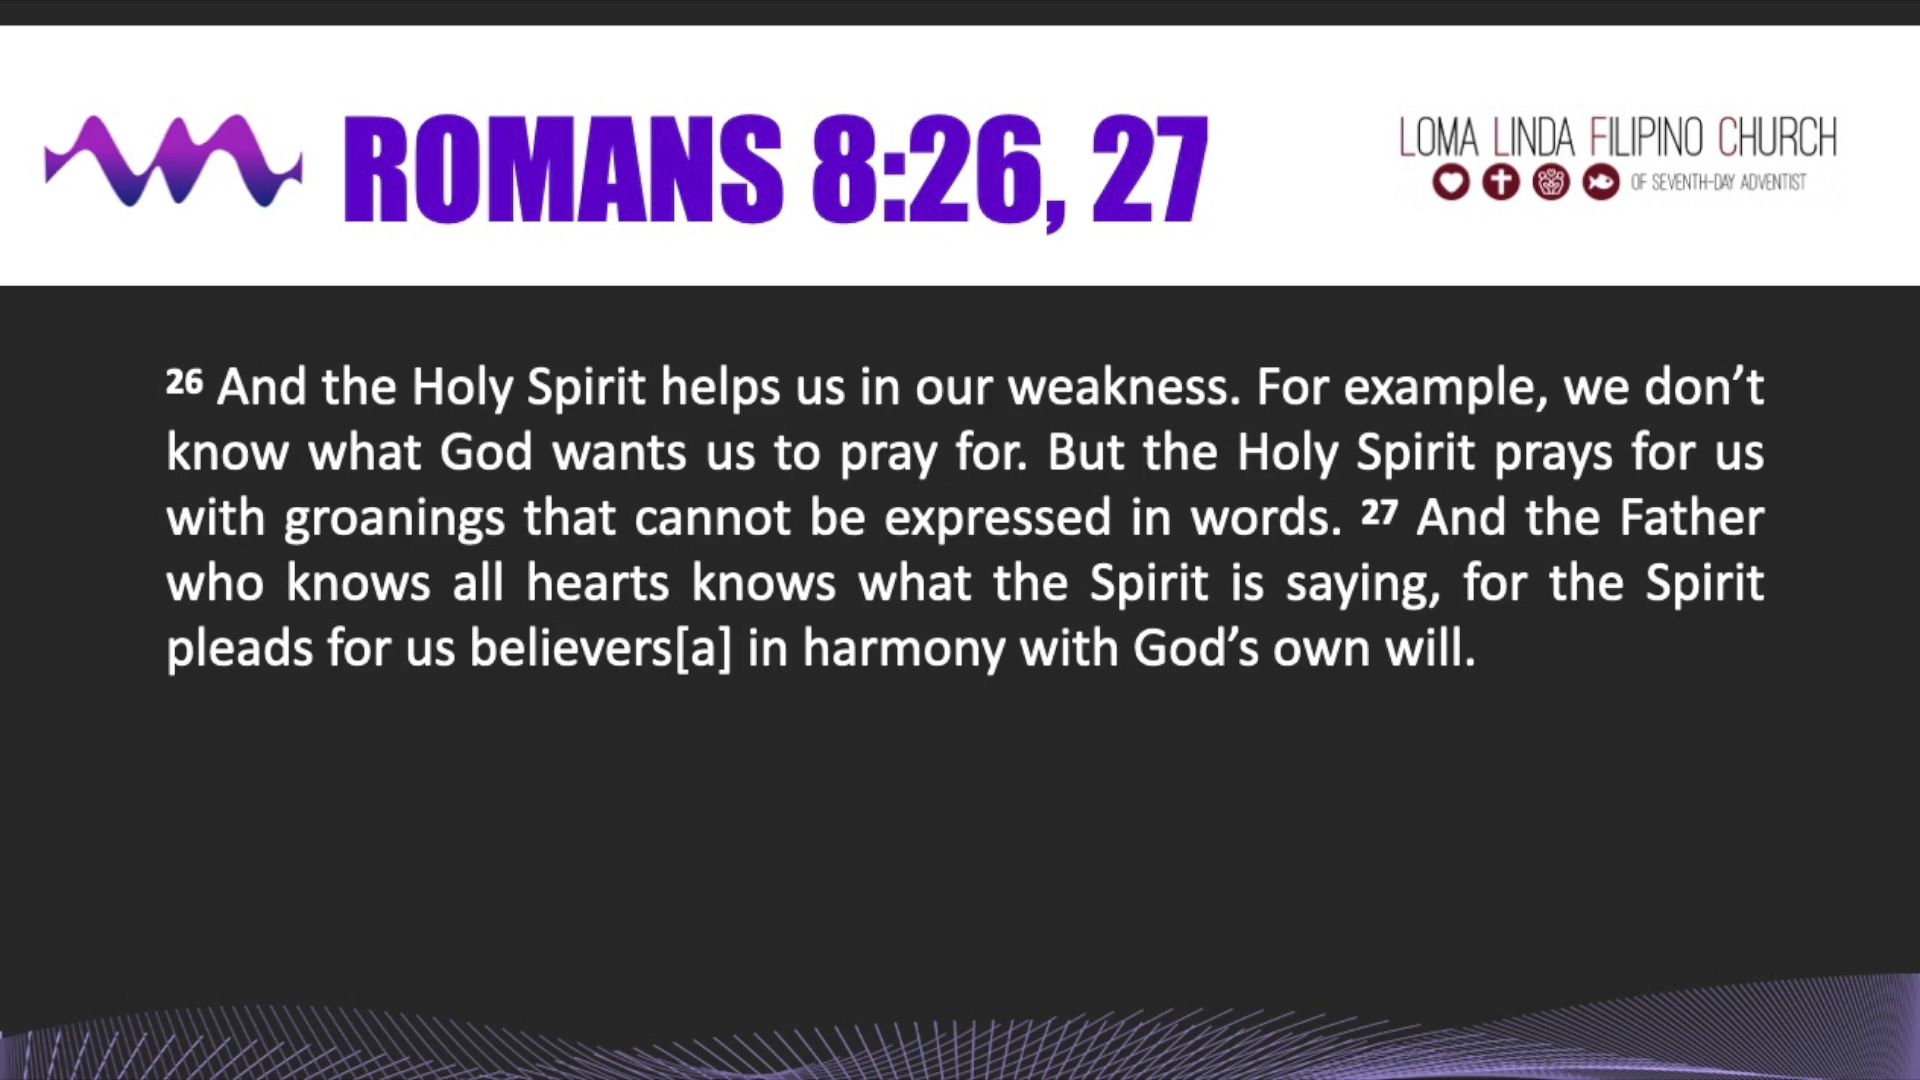 ROMANS 8:26, 27
LOMA LINDA FILIPINO CHURCH
OF SEVENTH-DAY ADVENTIST
26 And the Holy Spirit helps us in our weakness. For example, we don’t
know what God wants us to pray for. But the Holy Spirit prays for us
with groanings that cannot be expressed in words. 27 And the Father
who knows all hearts knows what the Spirit is saying, for the Spirit
pleads for us believers[a] in harmony with God’s own will.